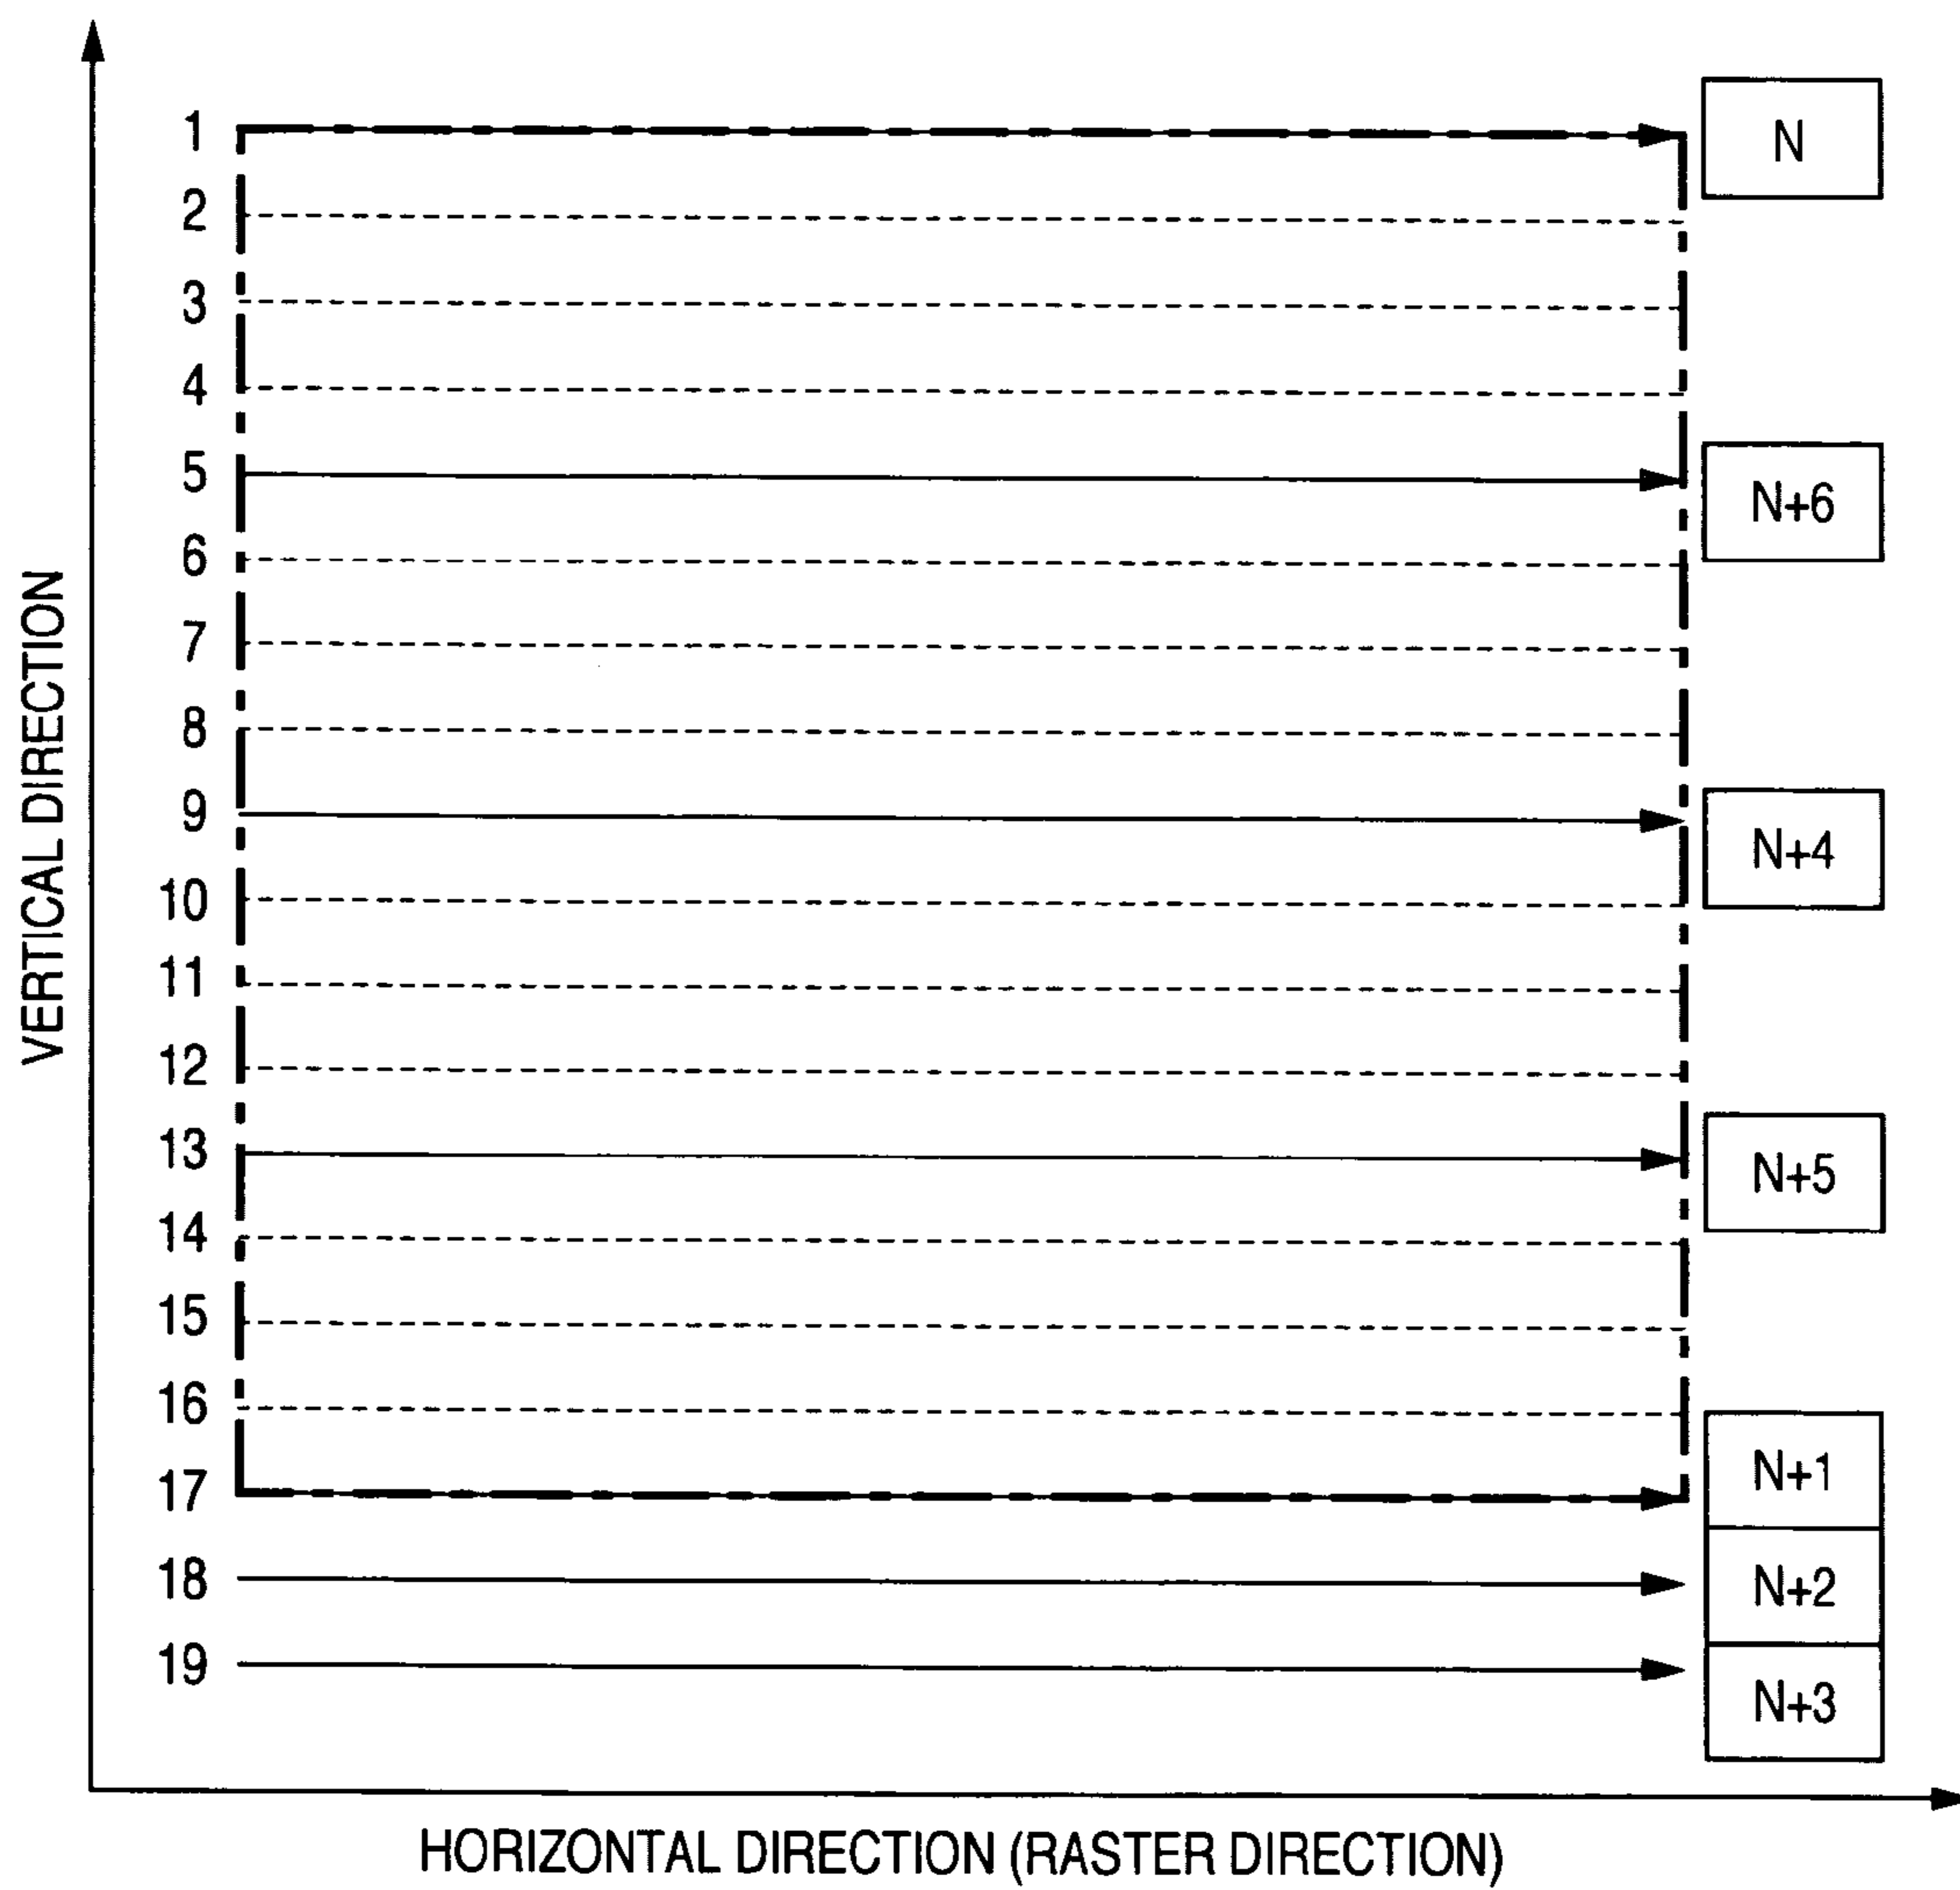 1
N
2
3
4
5
N+6
6
7
8
9
N+4
10
11
12
13
N+5
14
15
16
N+1
17
18
N+2
19
N+3
VERTICAL DIRECTION
HORIZONTAL DIRECTION (RASTER DIRECTION)